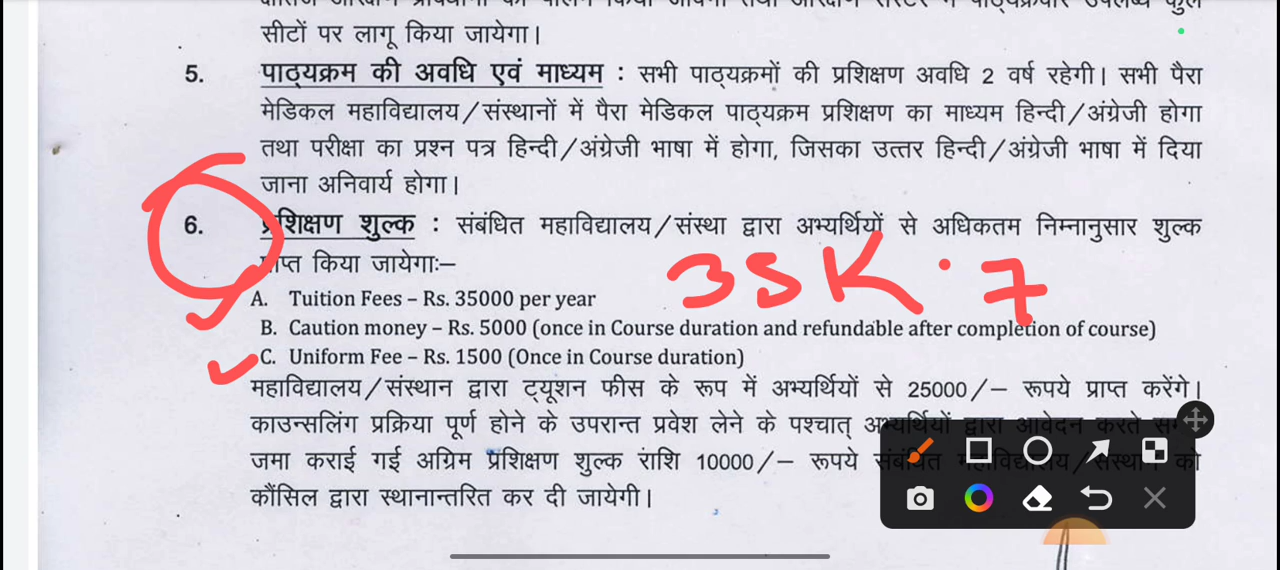 सीटों पर लागू किया जायेगा।
5. पाठ्यक्रम की अवधि एवं माध्यम : सभी पाठ्यक्रमों की प्रशिक्षण अवधि 2 वर्ष रहेगी। सभी पैरा
मेडिकल महाविद्यालय/संस्थानों में पैरा मेडिकल पाठ्यक्रम प्रशिक्षण का माध्यम हिन्दी/अंग्रेजी होगा
तथा परीक्षा का प्रश्न पत्र हिन्दी/अंग्रेजी भाषा में होगा, जिसका उत्तर हिन्दी/अंग्रेजी भाषा में दिया
जाना अनिवार्य होगा।
6. प्रशिक्षण शुल्क : संबंधित महाविद्यालय/संस्था द्वारा अभ्यर्थियों से अधिकतम निम्नानुसार शुल्क
प्राप्त किया जायेगाः–
35K · 7
A. Tuition Fees – Rs. 35000 per year
B. Caution money – Rs. 5000 (once in Course duration and refundable after completion of course)
C. Uniform Fee – Rs. 1500 (Once in Course duration)
महाविद्यालय/संस्थान द्वारा ट्यूशन फीस के रूप में अभ्यर्थियों से 25000/– रूपये प्राप्त करेंगे।
काउन्सलिंग प्रक्रिया पूर्ण होने के उपरान्त प्रवेश लेने के पश्चात् अभ्यर्थियों द्वारा आवेदन करते
जमा कराई गई अग्रिम प्रशिक्षण शुल्क राशि 10000/– रूपये संबंधित महाविद्यालय/संस्थान को
कौंसिल द्वारा स्थानान्तरित कर दी जायेगी।